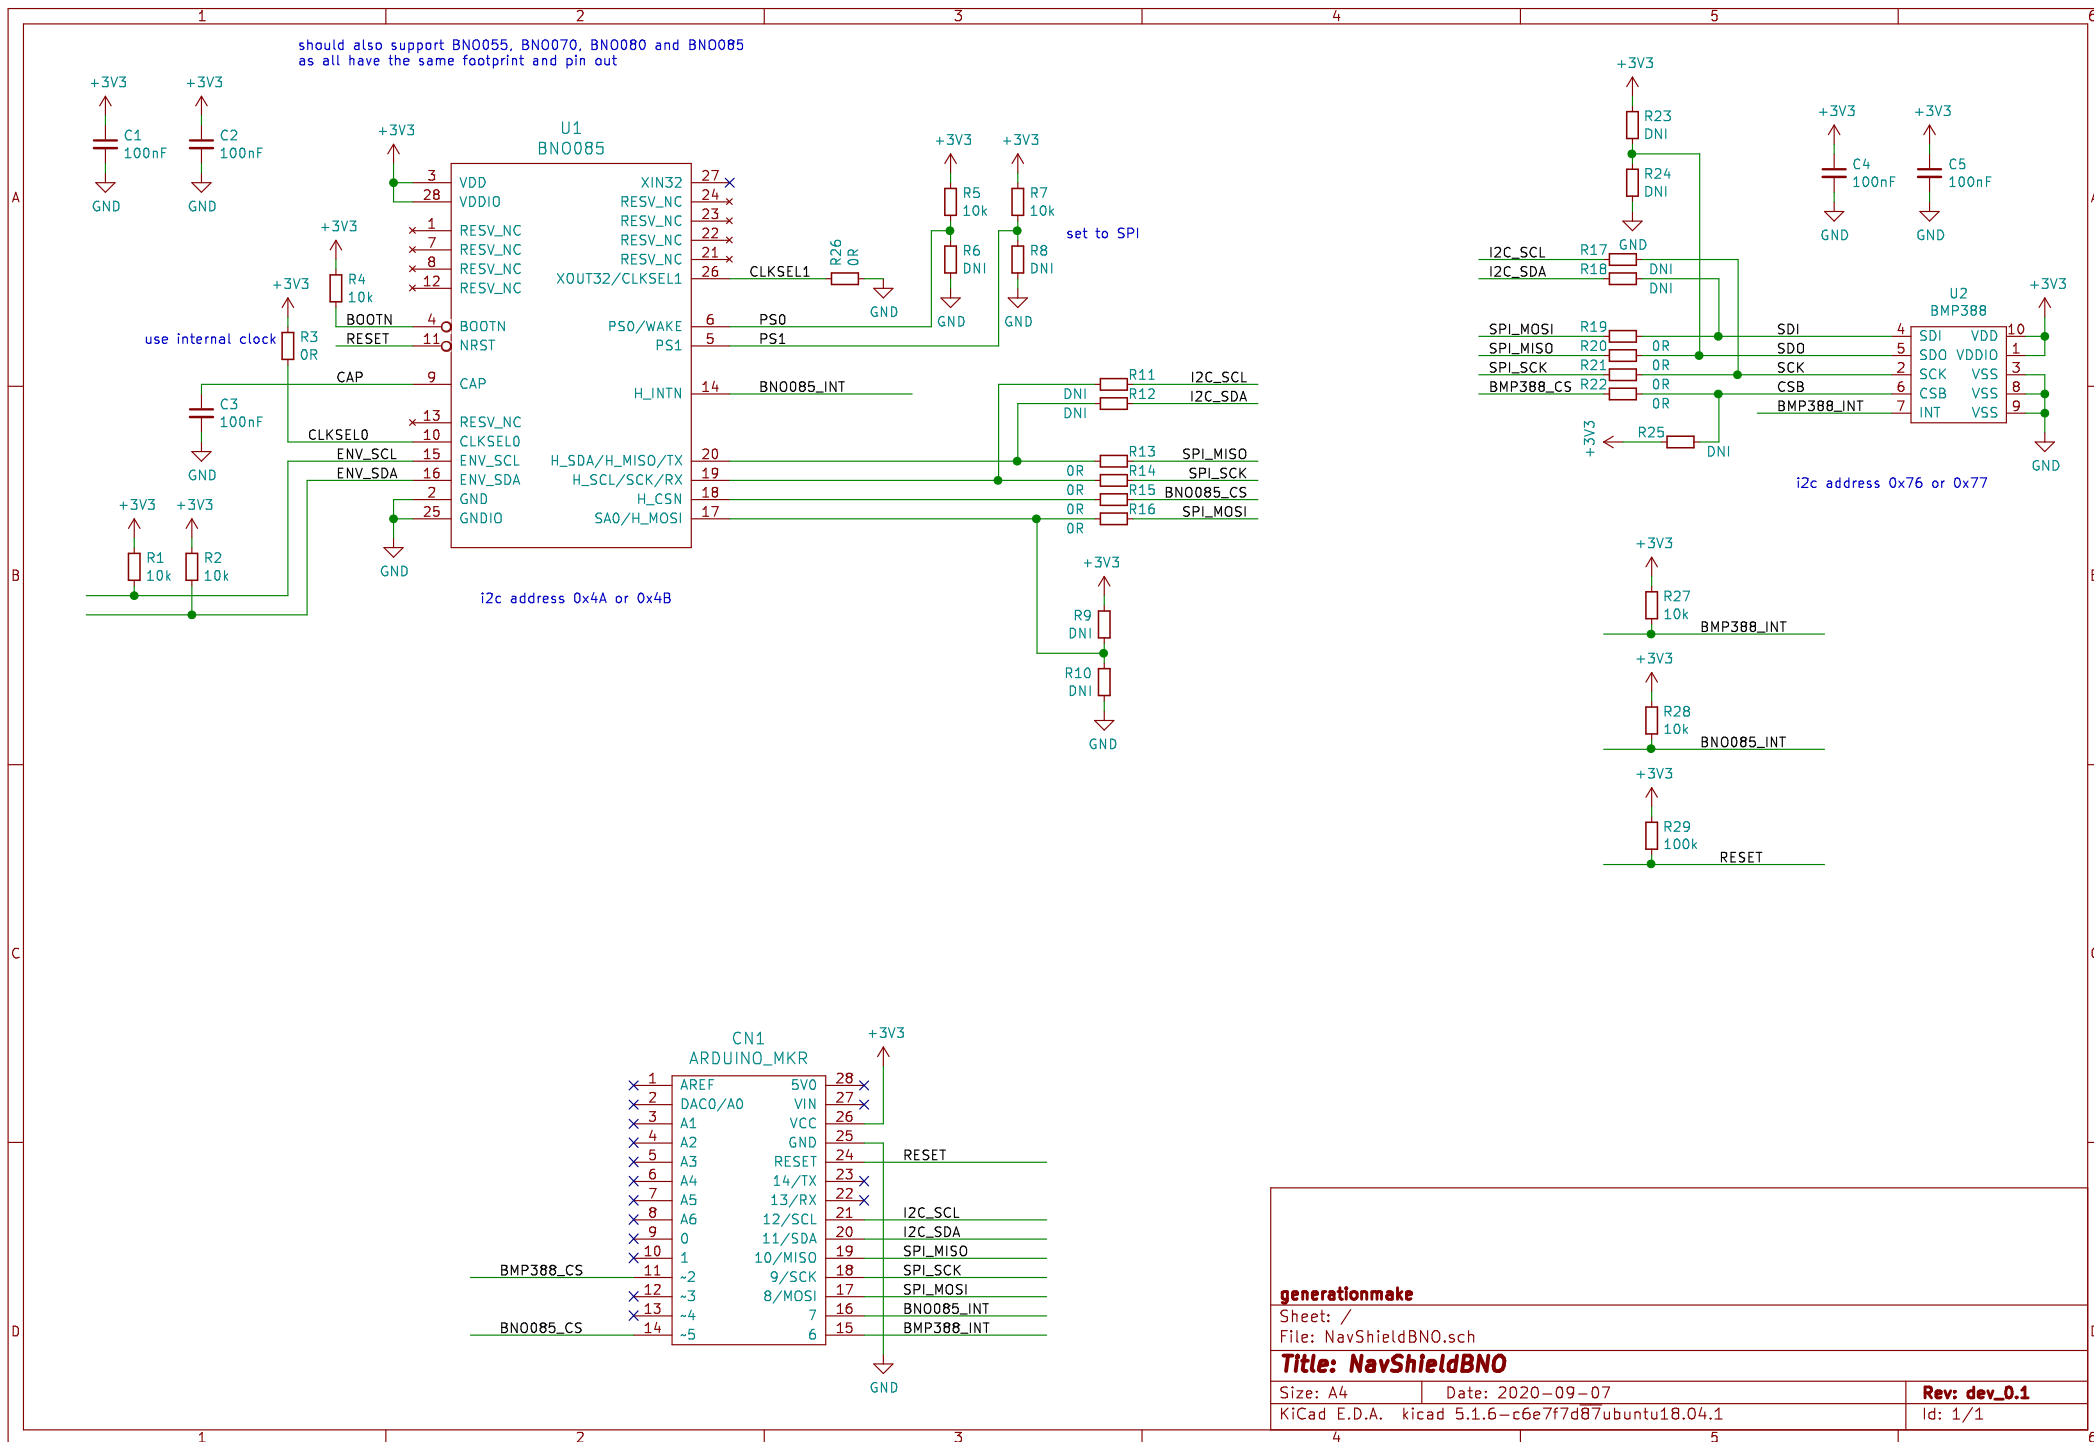 1 2 3 4 5 6
should also support BNO055, BNO070, BNO080 and BNO085
as all have the same footprint and pin out
A
+3V3
C1
100nF
GND
+3V3
C2
100nF
GND
+3V3
U1
BNO085
3 VDD
28 VDDIO
1 RESV_NC
7 RESV_NC
8 RESV_NC
12 RESV_NC
BOOTN 4 BOOTN
RESET 11 NRST
CAP 9 CAP
13 RESV_NC
CLKSEL0 10 CLKSEL0
ENV_SCL 15 ENV_SCL
ENV_SDA 16 ENV_SDA
2 GND
25 GNDIO
GND
XIN32 27
RESV_NC 24
RESV_NC 23
RESV_NC 22
RESV_NC 21
XOUT32/CLKSEL1 26 CLKSEL1
PS0/WAKE 6 PS0
PS1 5 PS1
H_INTN 14 BNO085_INT
H_SDA/H_MISO/TX 20
H_SCL/SCK/RX 19
H_CSN 18
SA0/H_MOSI 17
+3V3
R4
10k
+3V3
R3
0R
use internal clock
C3
100nF
GND
+3V3
R1
10k
+3V3
R2
10k
i2c address 0x4A or 0x4B
R26
0R
GND
+3V3
R5
10k
R6
DNI
GND
+3V3
R7
10k
R8
DNI
GND
set to SPI
R11 I2C_SCL
DNI
R12 I2C_SDA
DNI
R13 SPI_MISO
0R
R14 SPI_SCK
0R
R15 BNO085_CS
0R
R16 SPI_MOSI
0R
+3V3
R9
DNI
R10
DNI
GND
+3V3
R23
DNI
R24
DNI
GND
+3V3
C4
100nF
GND
+3V3
C5
100nF
GND
I2C_SCL R17
DNI
I2C_SDA R18
DNI
SPI_MOSI R19
0R
SPI_MISO R20
0R
SPI_SCK R21
0R
BMP388_CS R22
0R
+3V3
R25
DNI
U2
BMP388
SDI 4 SDI
SDO 5 SDO
SCK 2 SCK
CSB 6 CSB
BMP388_INT 7 INT
VDD 10
VDDIO 1
VSS 3
VSS 8
VSS 9
+3V3
GND
i2c address 0x76 or 0x77
B
+3V3
R27
10k
BMP388_INT
+3V3
R28
10k
BNO085_INT
+3V3
R29
100k
RESET
C
CN1
ARDUINO_MKR
+3V3
1 AREF
2 DAC0/A0
3 A1
4 A2
5 A3
6 A4
7 A5
8 A6
9 0
10 1
BMP388_CS 11 ~2
12 ~3
13 ~4
BNO085_CS 14 ~5
5V0 28
VIN 27
VCC 26
GND 25
RESET 24 RESET
14/TX 23
13/RX 22
12/SCL 21 I2C_SCL
11/SDA 20 I2C_SDA
10/MISO 19 SPI_MISO
9/SCK 18 SPI_SCK
8/MOSI 17 SPI_MOSI
7 16 BNO085_INT
6 15 BMP388_INT
GND
D
generationmake
Sheet: /
File: NavShieldBNO.sch
Title: NavShieldBNO
Size: A4 Date: 2020-09-07 Rev: dev_0.1
KiCad E.D.A. kicad 5.1.6-c6e7f7d87ubuntu18.04.1 Id: 1/1
1 2 3 4 5 6